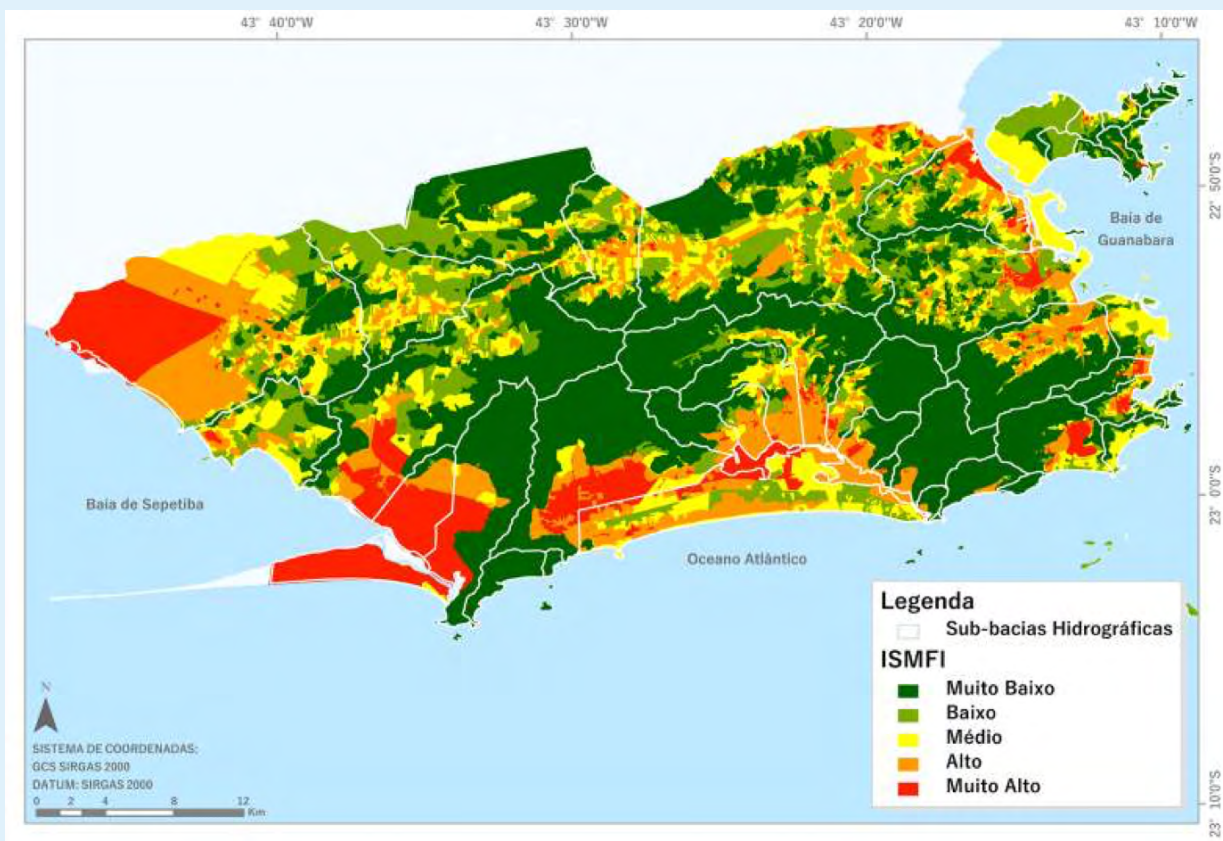 43° 40'0"W
43° 30'0"W
43° 20'0"W
43° 10'0"W
22° 50'0"S
Baía de
Guanabara
Baía de Sepetiba
23° 0'0"S
Oceano Atlântico
Legenda
Sub-bacias Hidrográficas
ISMFI
Muito Baixo
Baixo
Médio
Alto
Muito Alto
N
SISTEMA DE COORDENADAS:
GCS SIRGAS 2000
DATUM: SIRGAS 2000
0 2 4 8 12
Km
23° 10'0"S